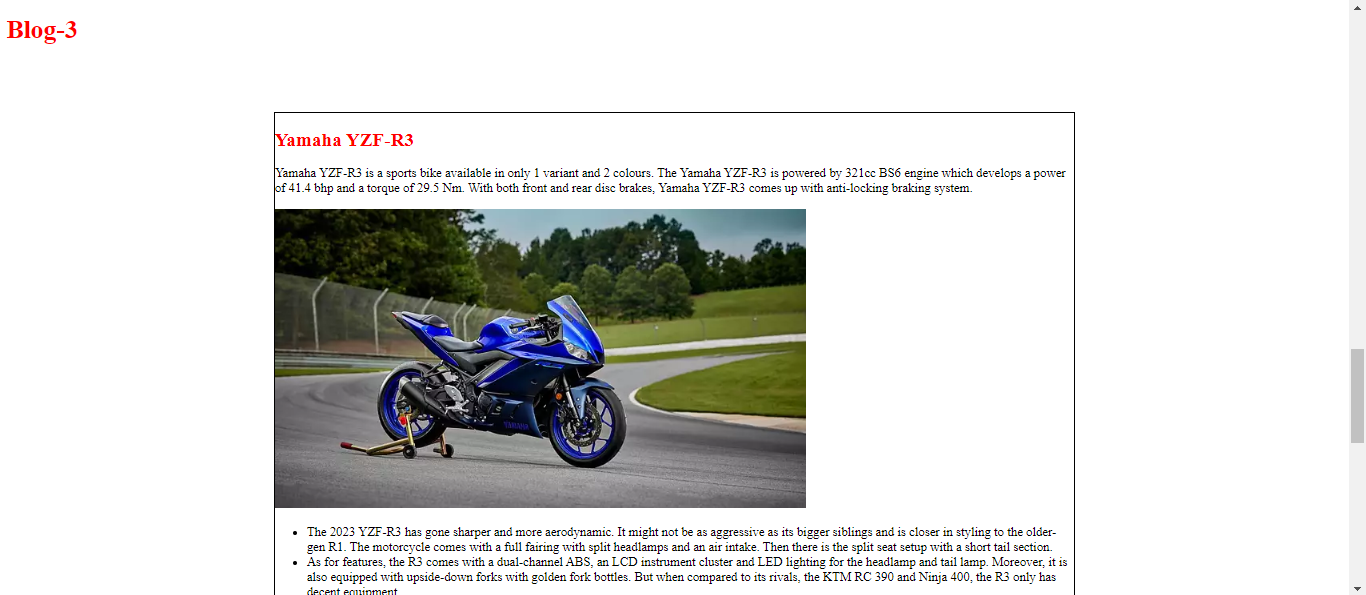 Blog-3
Yamaha YZF-R3
Yamaha YZF-R3 is a sports bike available in only 1 variant and 2 colours. The Yamaha YZF-R3 is powered by 321cc BS6 engine which develops a power
of 41.4 bhp and a torque of 29.5 Nm. With both front and rear disc brakes, Yamaha YZF-R3 comes up with anti-locking braking system.
YAMAHA
• The 2023 YZF-R3 has gone sharper and more aerodynamic. It might not be as aggressive as its bigger siblings and is closer in styling to the older-
gen R1. The motorcycle comes with a full fairing with split headlamps and an air intake. Then there is the split seat setup with a short tail section.
• As for features, the R3 comes with a dual-channel ABS, an LCD instrument cluster and LED lighting for the headlamp and tail lamp. Moreover, it is
also equipped with upside-down forks with golden fork bottles. But when compared to its rivals, the KTM RC 390 and Ninja 400, the R3 only has
decent equipment